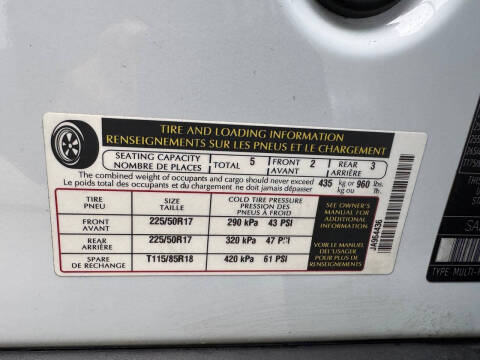 TIRE AND LOADING INFORMATION
RENSEIGNEMENTS SUR LES PNEUS ET LE CHARGEMENT
SEATING CAPACITY
NOMBRE DE PLACES
TOTAL 5
FRONT
AVANT 2
REAR
ARRIÈRE 3
The combined weight of occupants and cargo should never exceed
Le poids total des occupants et du chargement ne doit jamais dépasser
435 kg or 960 lbs.
kg ou lb.
TIRE
PNEU
SIZE
TAILLE
COLD TIRE PRESSURE
PRESSION DES
PNEUS À FROID
FRONT
AVANT
225/50R17
290 kPa 43 PSI
REAR
ARRIÈRE
225/50R17
320 kPa 47 PSI
SPARE
DE RECHANGE
T115/85R18
420 kPa 61 PSI
SEE OWNER'S
MANUAL FOR
ADDITIONAL
INFORMATION
VOIR LE MANUEL
DE L'USAGER
POUR PLUS DE
RENSEIGNEMENTS
TYPE MULTI-